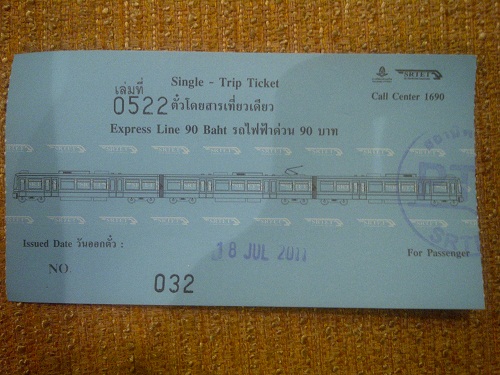 SRTET
เล่มที่ Single - Trip Ticket
0522 ตั๋วโดยสารเที่ยวเดียว
Call Center 1690
Express Line 90 Baht รถไฟฟ้าด่วน 90 บาท
Issued Date วันออกตั๋ว :
18 JUL 2011
For Passenger
NO.
032